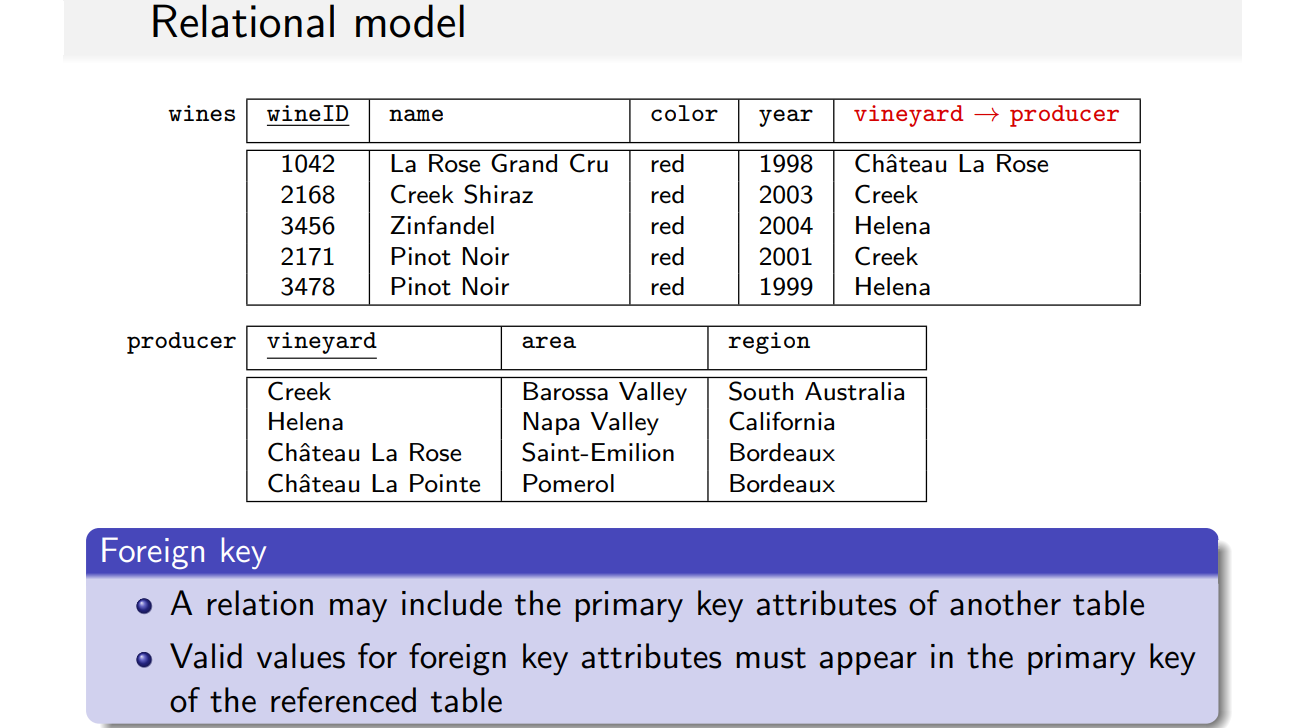 Relational model
wines wineID name color year vineyard → producer
1042 La Rose Grand Cru red 1998 Château La Rose
2168 Creek Shiraz red 2003 Creek
3456 Zinfandel red 2004 Helena
2171 Pinot Noir red 2001 Creek
3478 Pinot Noir red 1999 Helena
producer vineyard area region
Creek Barossa Valley South Australia
Helena Napa Valley California
Château La Rose Saint-Emilion Bordeaux
Château La Pointe Pomerol Bordeaux
Foreign key
A relation may include the primary key attributes of another table
Valid values for foreign key attributes must appear in the primary key
of the referenced table